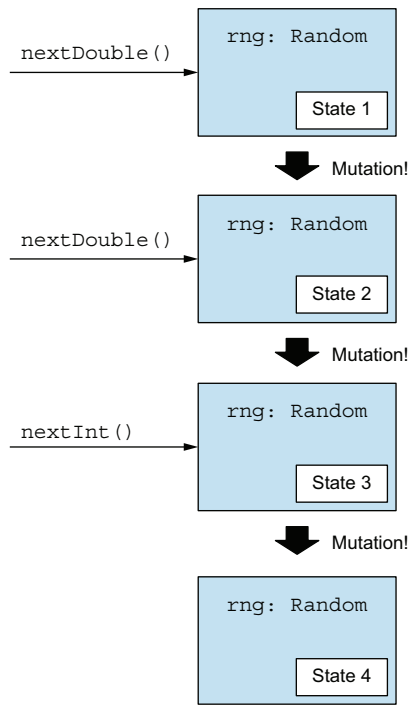 rng: Random
nextDouble()
State 1
Mutation!
rng: Random
nextDouble()
State 2
Mutation!
rng: Random
nextInt()
State 3
Mutation!
rng: Random
State 4